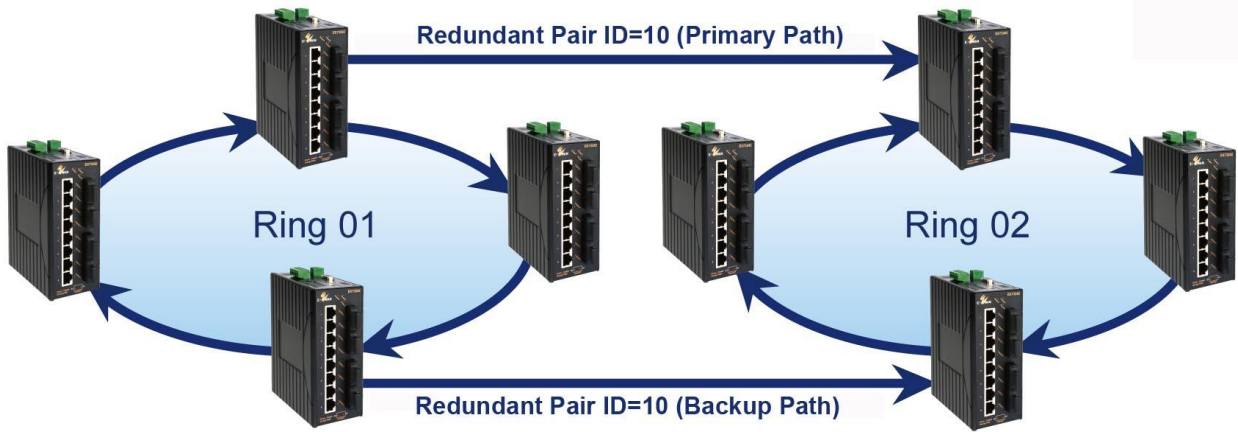 Redundant Pair ID=10 (Primary Path)
Ring 01
Ring 02
Redundant Pair ID=10 (Backup Path)